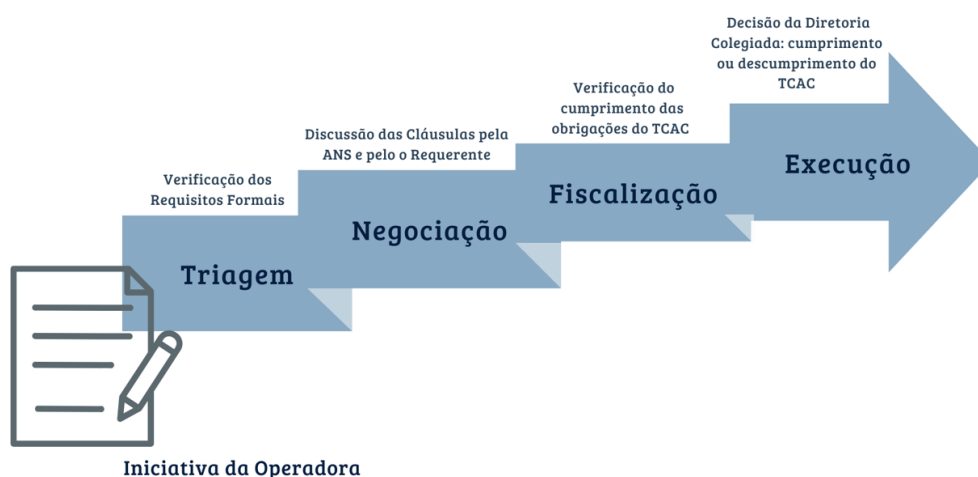 Decisão da Diretoria
Colegiada: cumprimento
ou descumprimento do
TCAC
Verificação do
cumprimento das
obrigações do TCAC
Discussão das Cláusulas pela
ANS e pelo o Requerente
Verificação dos
Requisitos Formais
Execução
Fiscalização
Negociação
Triagem
Iniciativa da Operadora